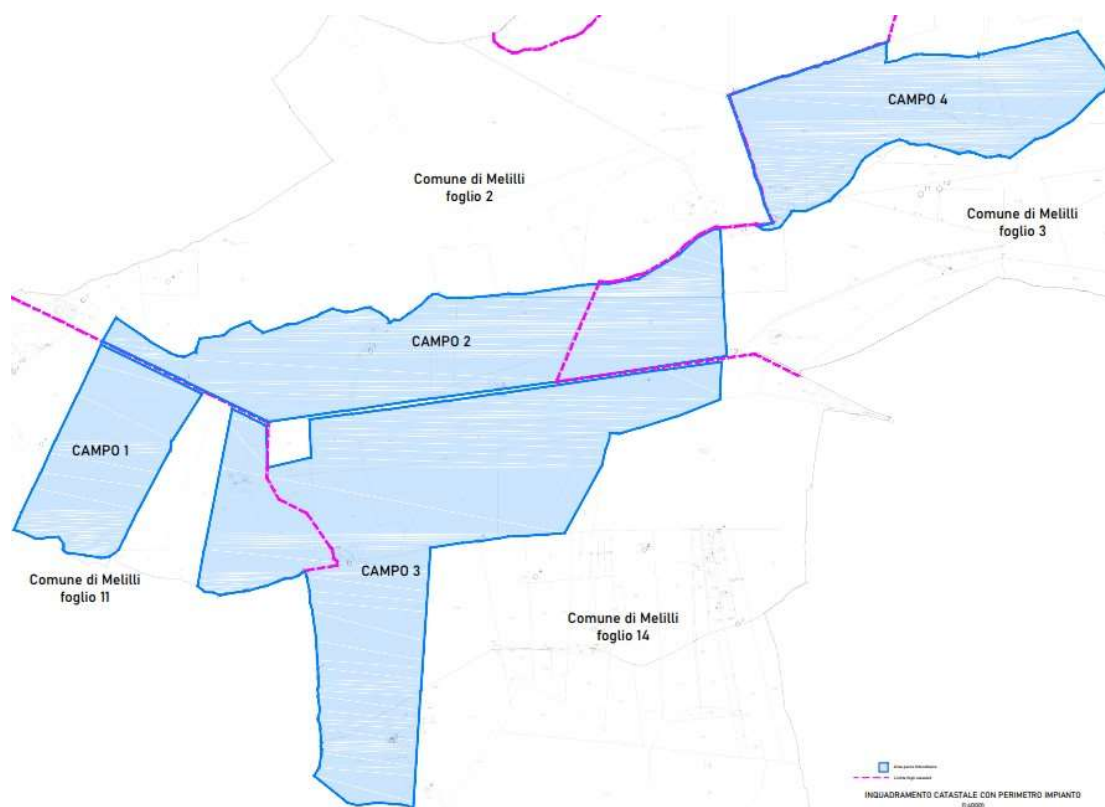 CAMPO 4
Comune di Melilli
foglio 2
Comune di Melilli
foglio 3
CAMPO 2
CAMPO 1
CAMPO 3
Comune di Melilli
foglio 11
Comune di Melilli
foglio 14
INQUADRAMENTO CATASTALE CON PERIMETRO IMPIANTO